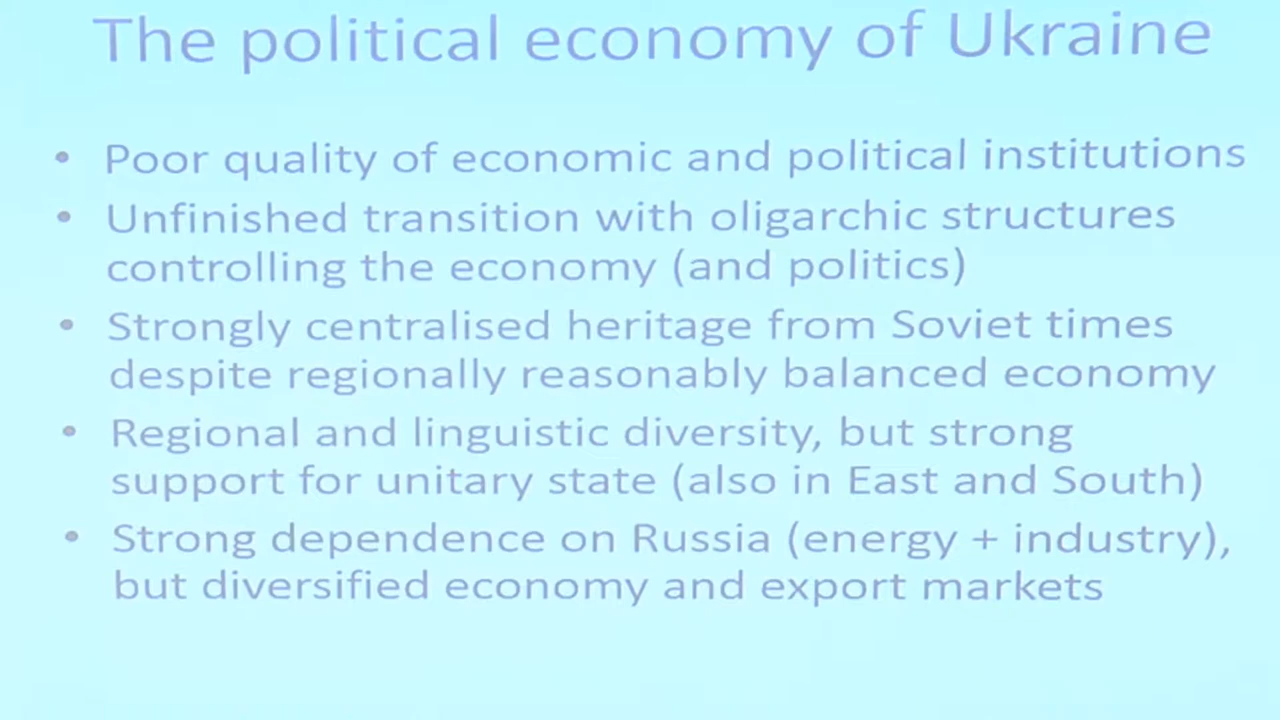 The political economy of Ukraine
• Poor quality of economic and political institutions
• Unfinished transition with oligarchic structures
controlling the economy (and politics)
• Strongly centralised heritage from Soviet times
despite regionally reasonably balanced economy
• Regional and linguistic diversity, but strong
support for unitary state (also in East and South)
• Strong dependence on Russia (energy + industry),
but diversified economy and export markets